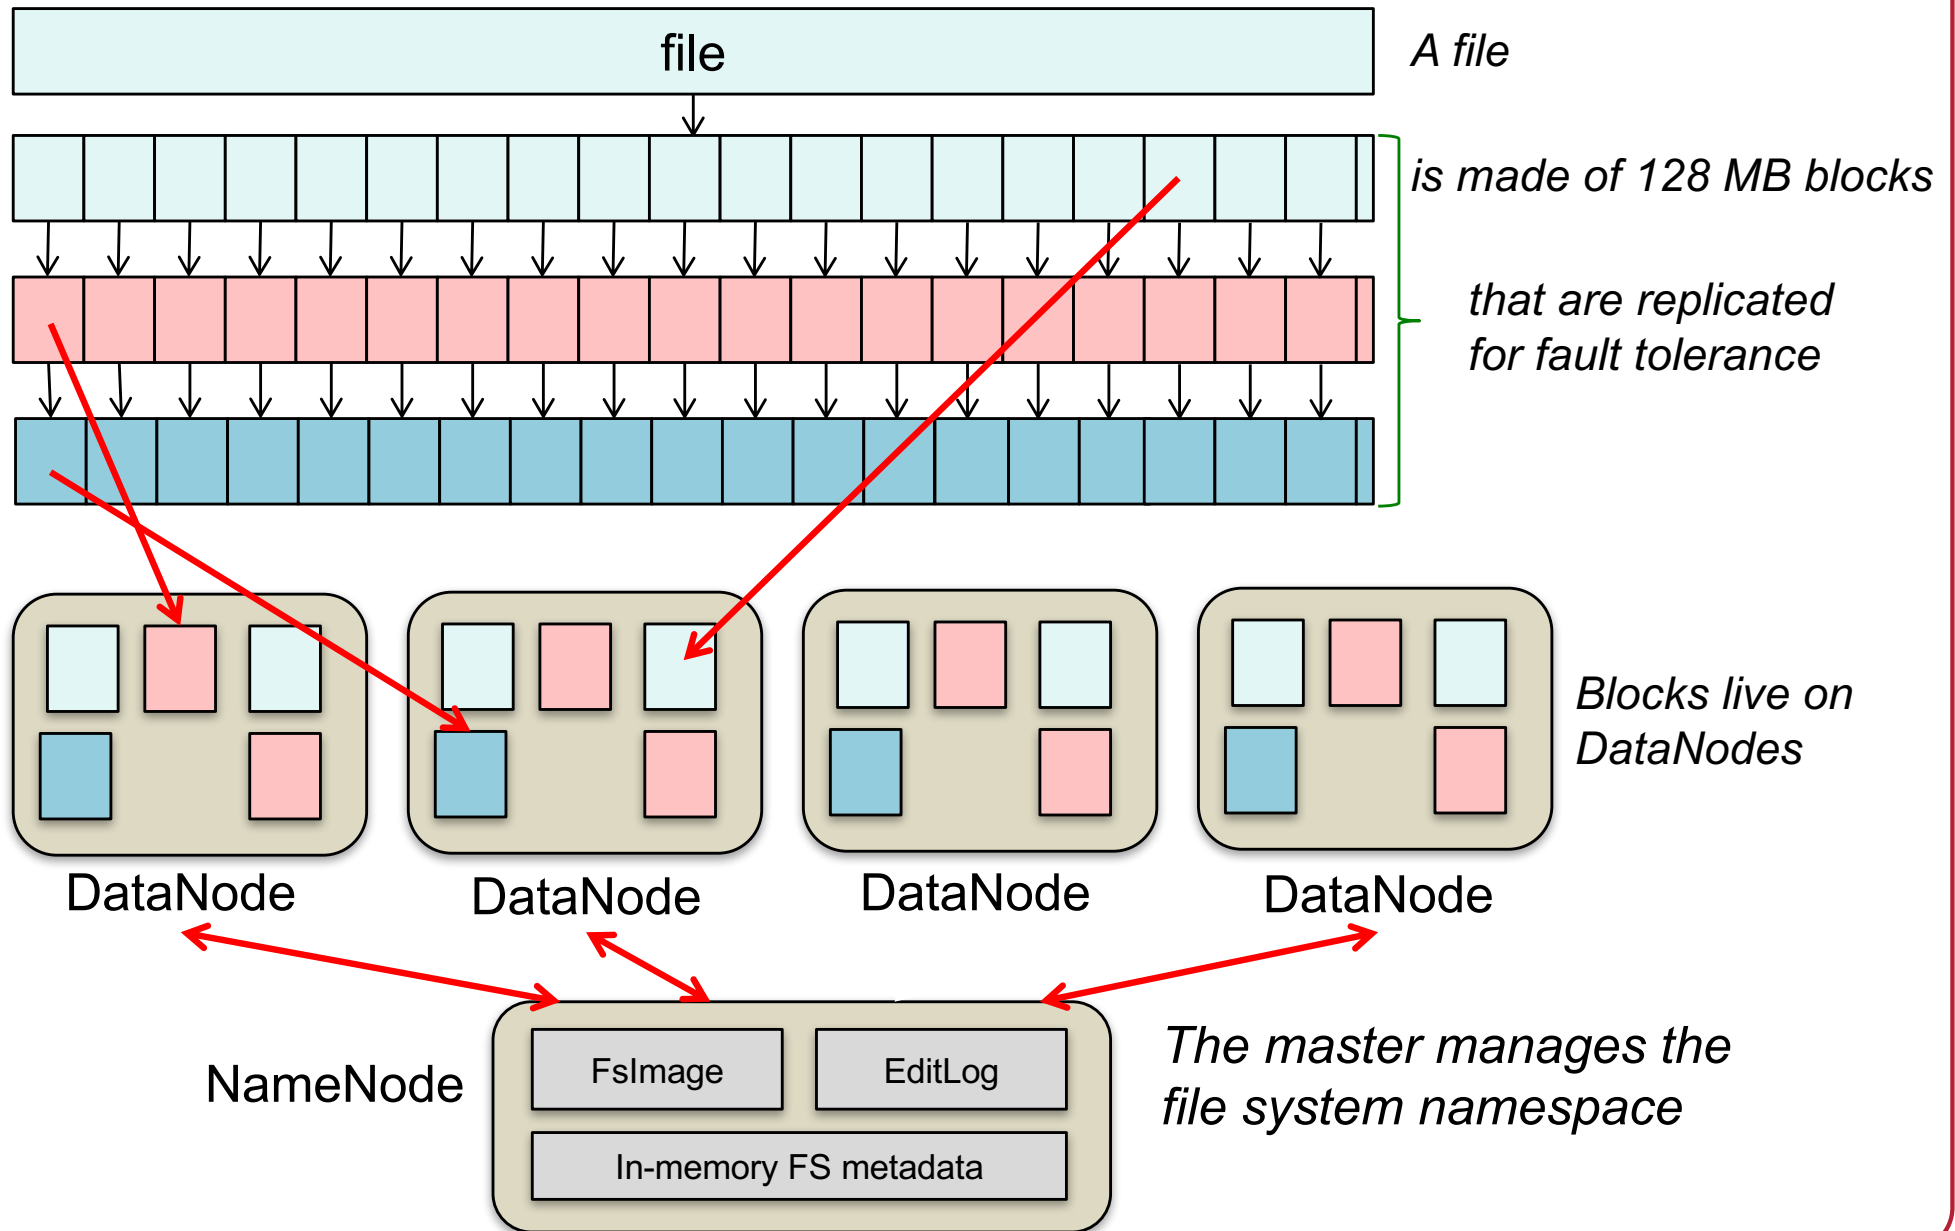 file
A file
is made of 128 MB blocks
that are replicated
for fault tolerance
Blocks live on
DataNodes
DataNode
DataNode
DataNode
DataNode
NameNode
FsImage
EditLog
In-memory FS metadata
The master manages the
file system namespace